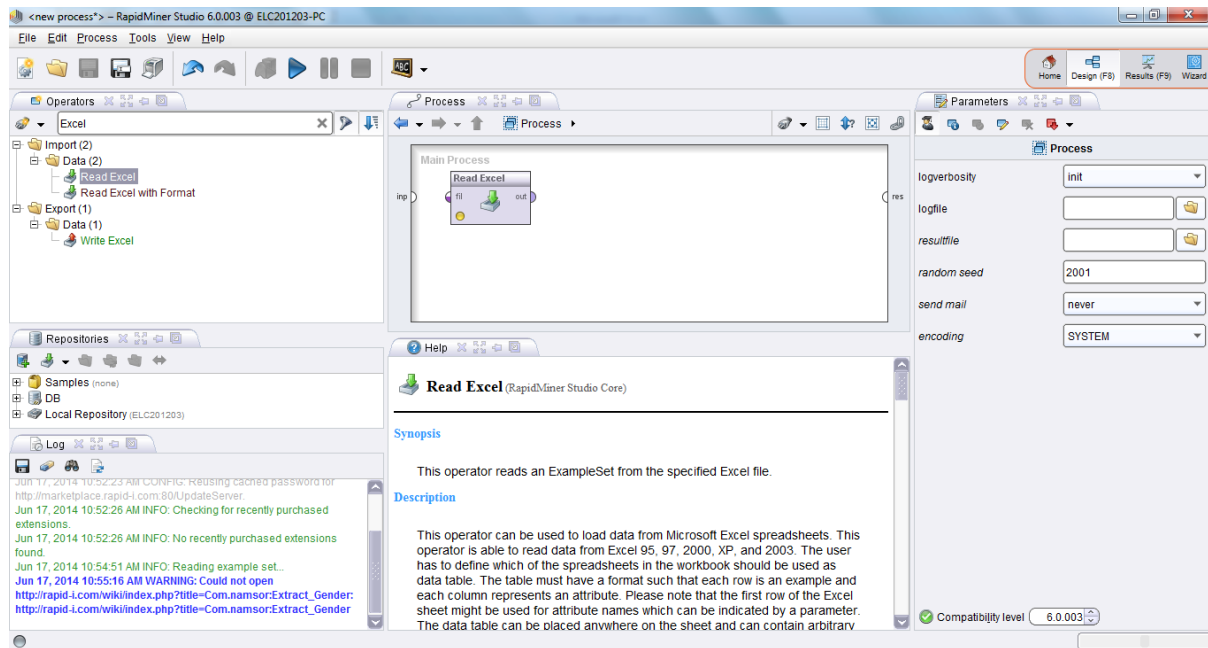 <new process*> – RapidMiner Studio 6.0.003 @ ELC201203-PC
File Edit Process Tools View Help
ABC
Home Design (F8) Results (F9) Wizard
Operators
Excel
Import (2)
Data (2)
Read Excel
Read Excel with Format
Export (1)
Data (1)
Write Excel
Repositories
Samples (none)
DB
Local Repository (ELC201203)
Log
Jun 17, 2014 10:52:23 AM CONFIG: Reusing cached password for
http://marketplace.rapid-i.com:80/UpdateServer.
Jun 17, 2014 10:52:26 AM INFO: Checking for recently purchased
extensions.
Jun 17, 2014 10:52:26 AM INFO: No recently purchased extensions
found.
Jun 17, 2014 10:54:51 AM INFO: Reading example set...
Jun 17, 2014 10:55:16 AM WARNING: Could not open
http://rapid-i.com/wiki/index.php?title=Com.namsor:Extract_Gender:
http://rapid-i.com/wiki/index.php?title=Com.namsor:Extract_Gender
Process
Process
Main Process
Read Excel
inp fil out res
Help
Read Excel (RapidMiner Studio Core)
Synopsis
This operator reads an ExampleSet from the specified Excel file.
Description
This operator can be used to load data from Microsoft Excel spreadsheets. This
operator is able to read data from Excel 95, 97, 2000, XP, and 2003. The user
has to define which of the spreadsheets in the workbook should be used as
data table. The table must have a format such that each row is an example and
each column represents an attribute. Please note that the first row of the Excel
sheet might be used for attribute names which can be indicated by a parameter.
The data table can be placed anywhere on the sheet and can contain arbitrary
Parameters
Process
logverbosity init
logfile
resultfile
random seed 2001
send mail never
encoding SYSTEM
Compatibility level 6.0.003